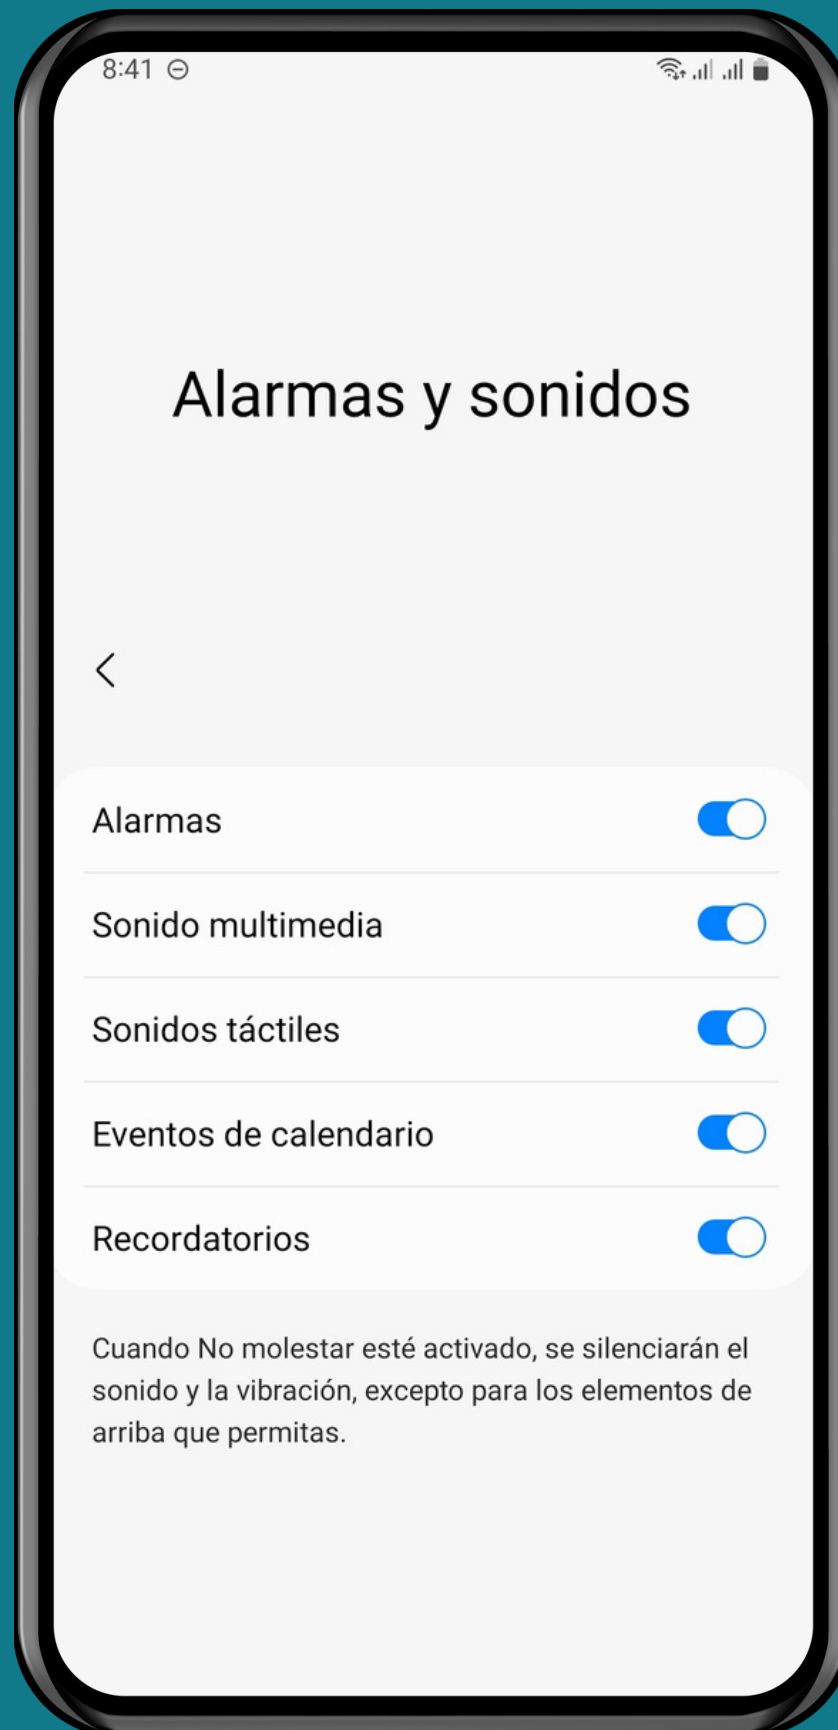 8:41
Alarmas y sonidos
Alarmas
Sonido multimedia
Sonidos táctiles
Eventos de calendario
Recordatorios
Cuando No molestar esté activado, se silenciarán el
sonido y la vibración, excepto para los elementos de
arriba que permitas.